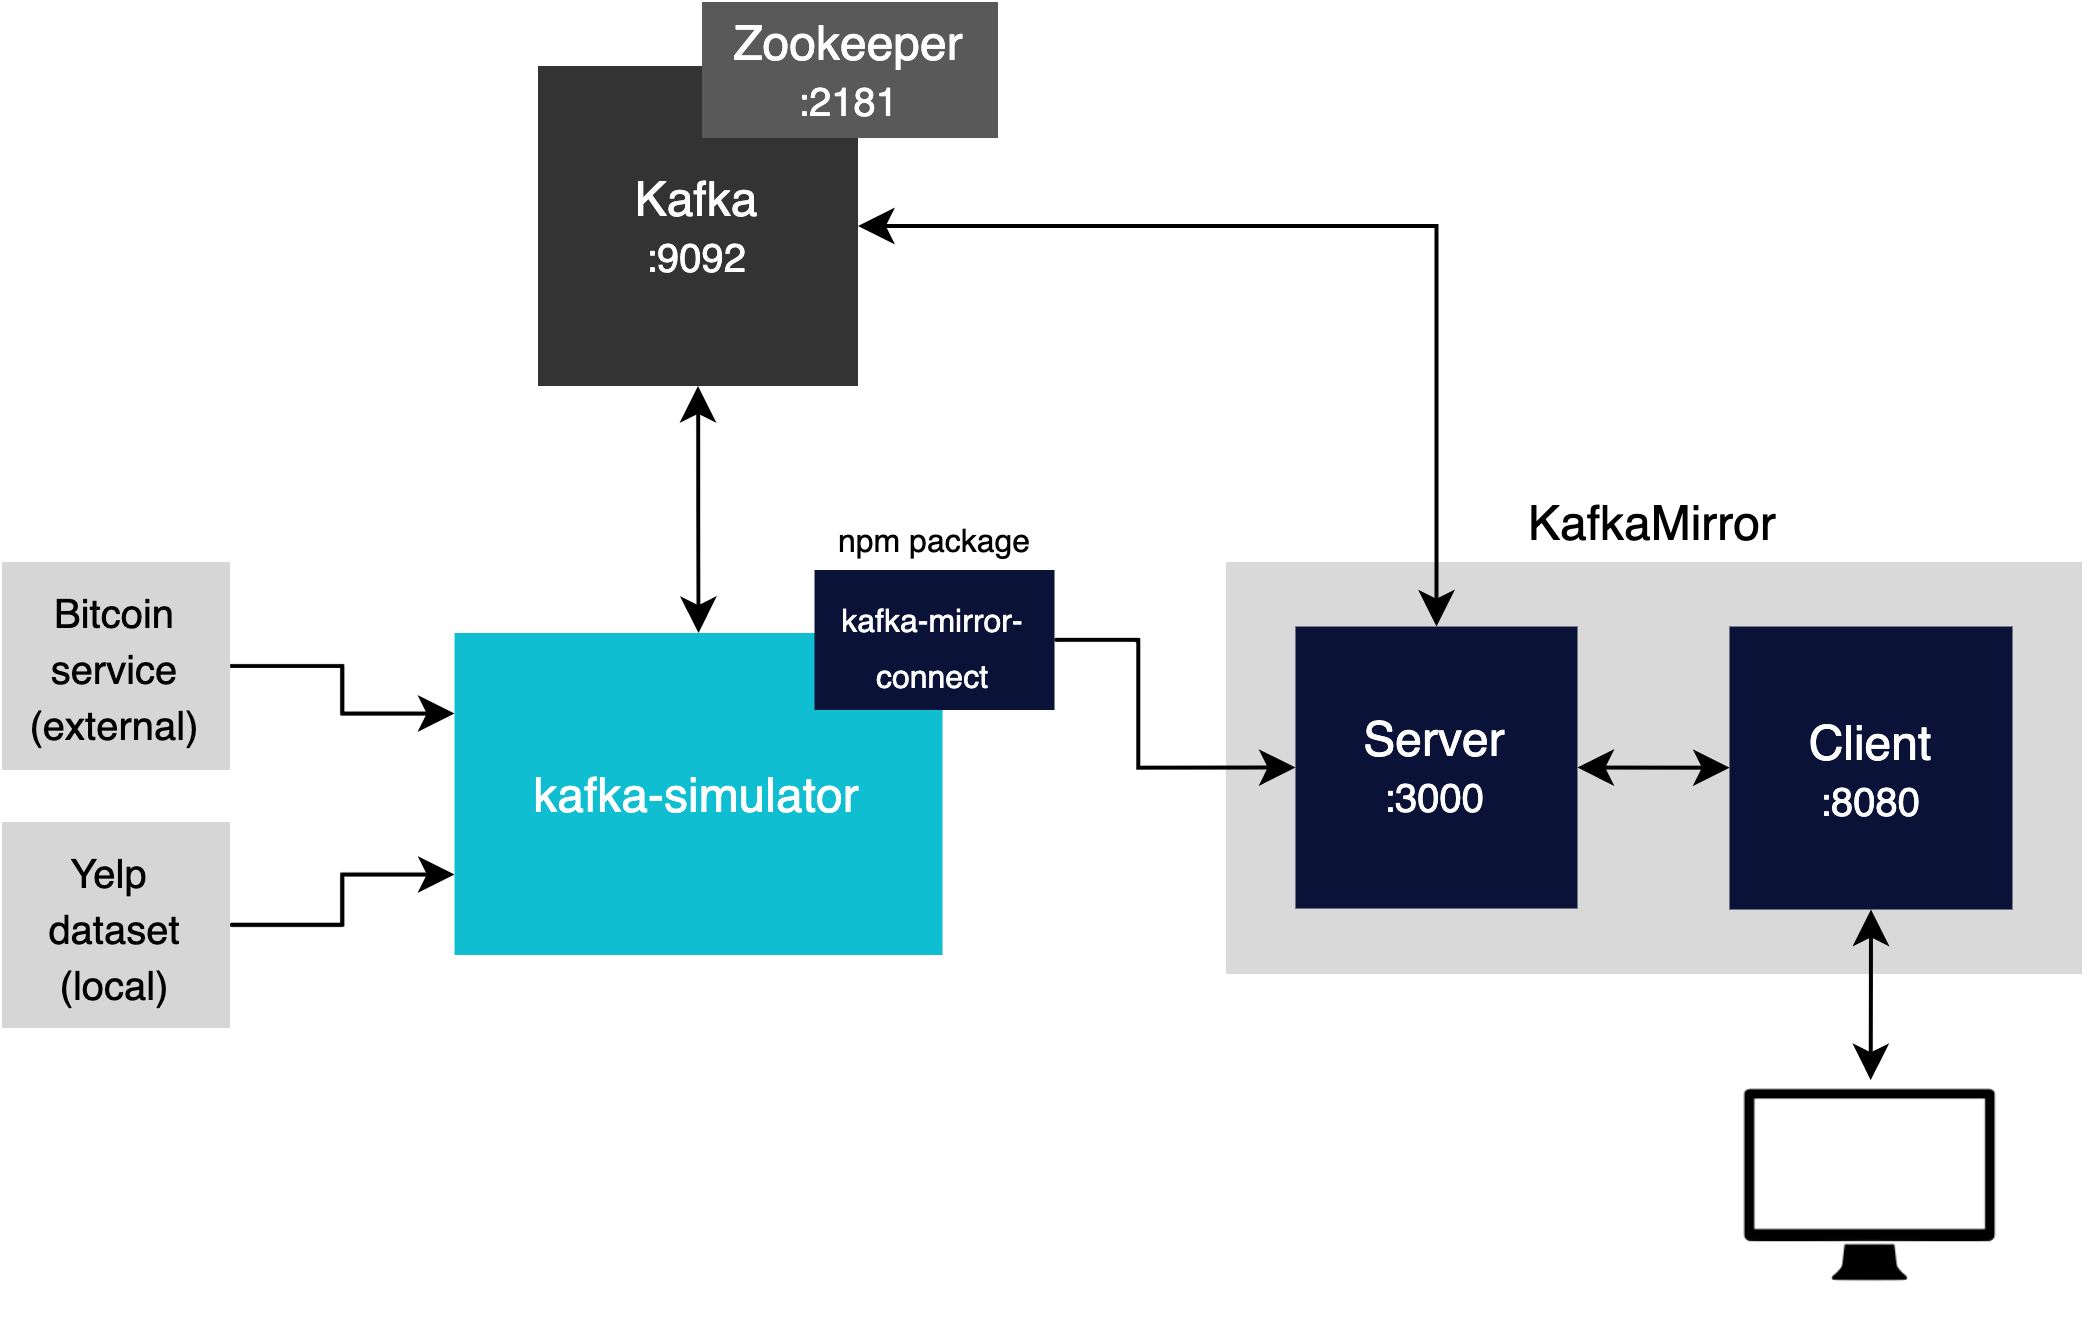 Zookeeper
:2181
Kafka
:9092
KafkaMirror
npm package
kafka-mirror-
connect
Bitcoin
service
(external)
kafka-simulator
Server
:3000
Client
:8080
Yelp
dataset
(local)